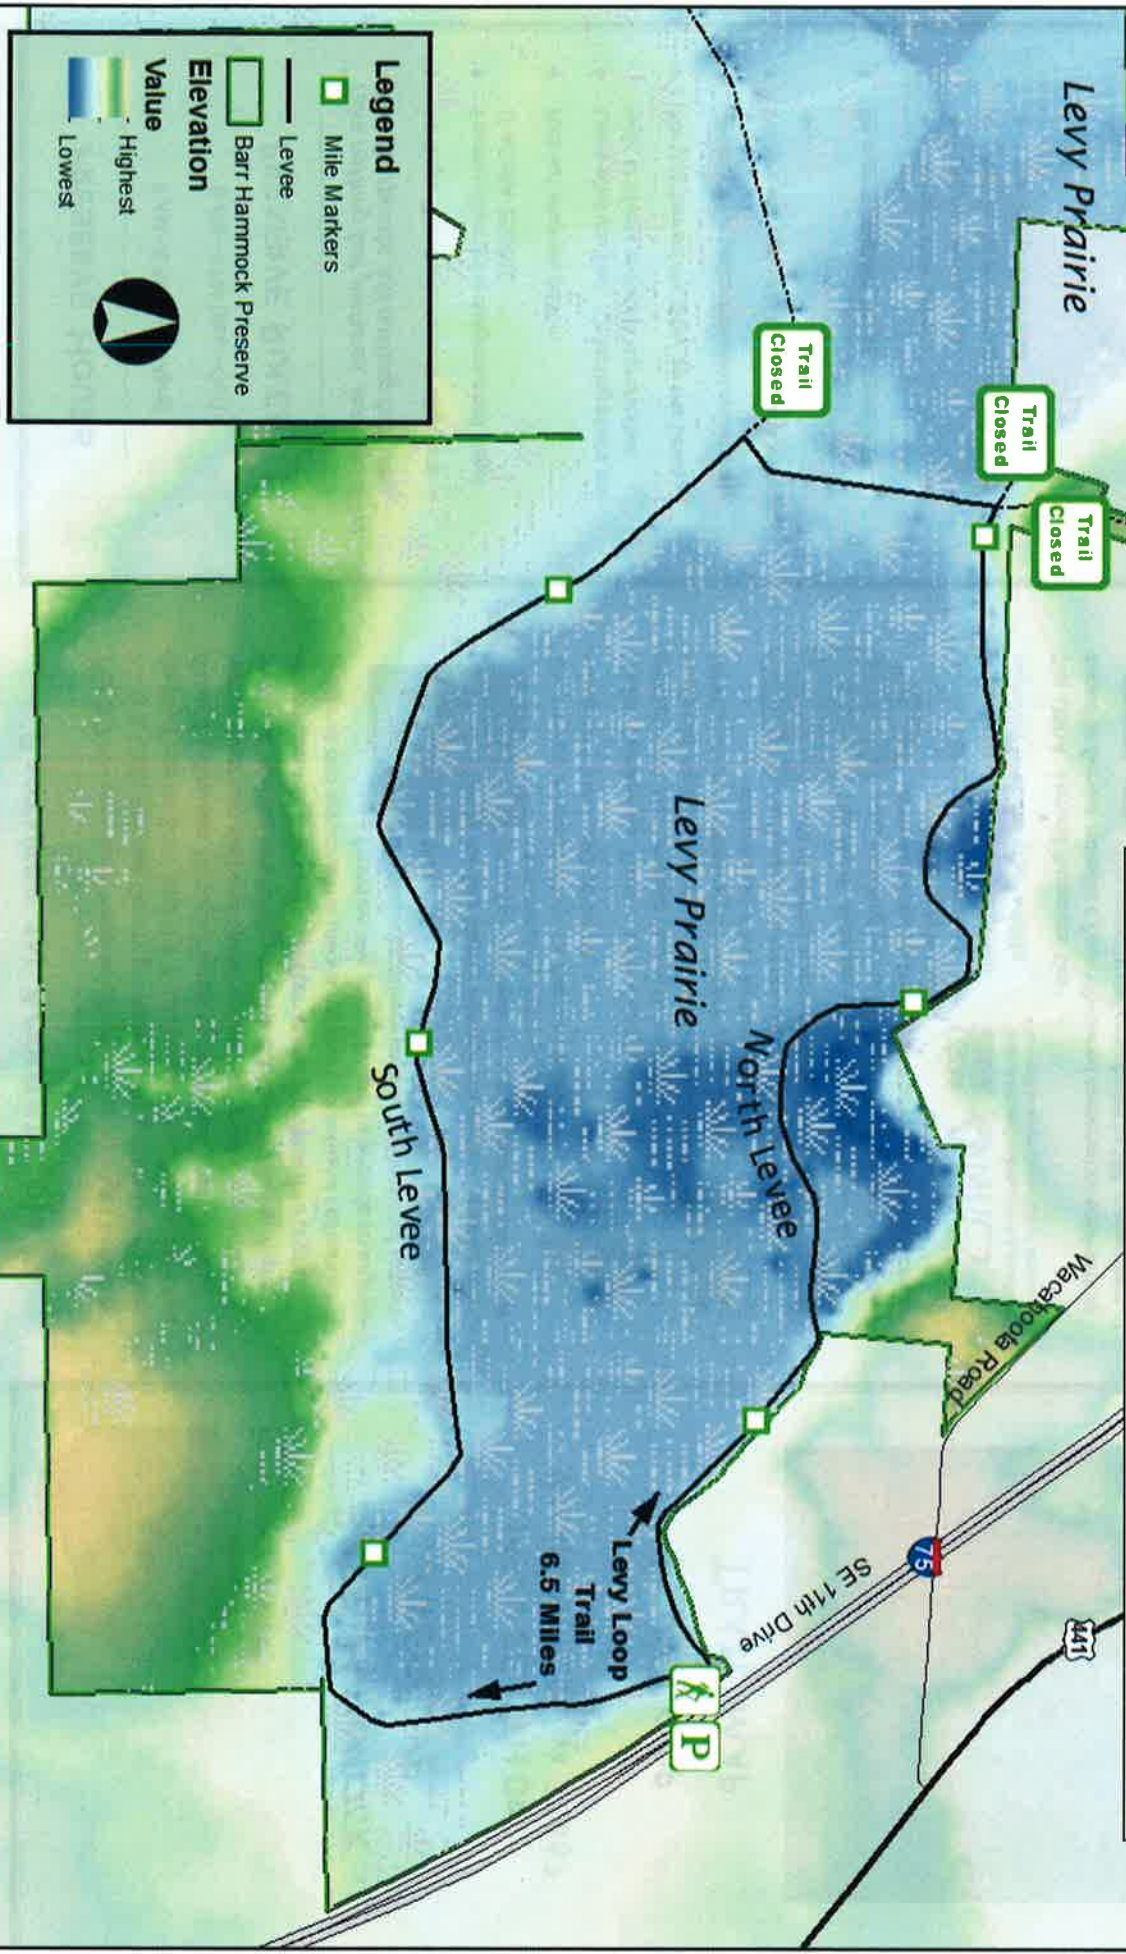 Levy Prairie
Trail
Closed
Trail
Closed
Trail
Closed
Levy Prairie
North Levee
South Levee
Wacahoola Road
75
SE 11th Drive
441
Levy Loop
Trail
6.5 Miles
P
Legend
Mile Markers
Levee
Barr Hammock Preserve
Elevation
Value
Highest
Lowest